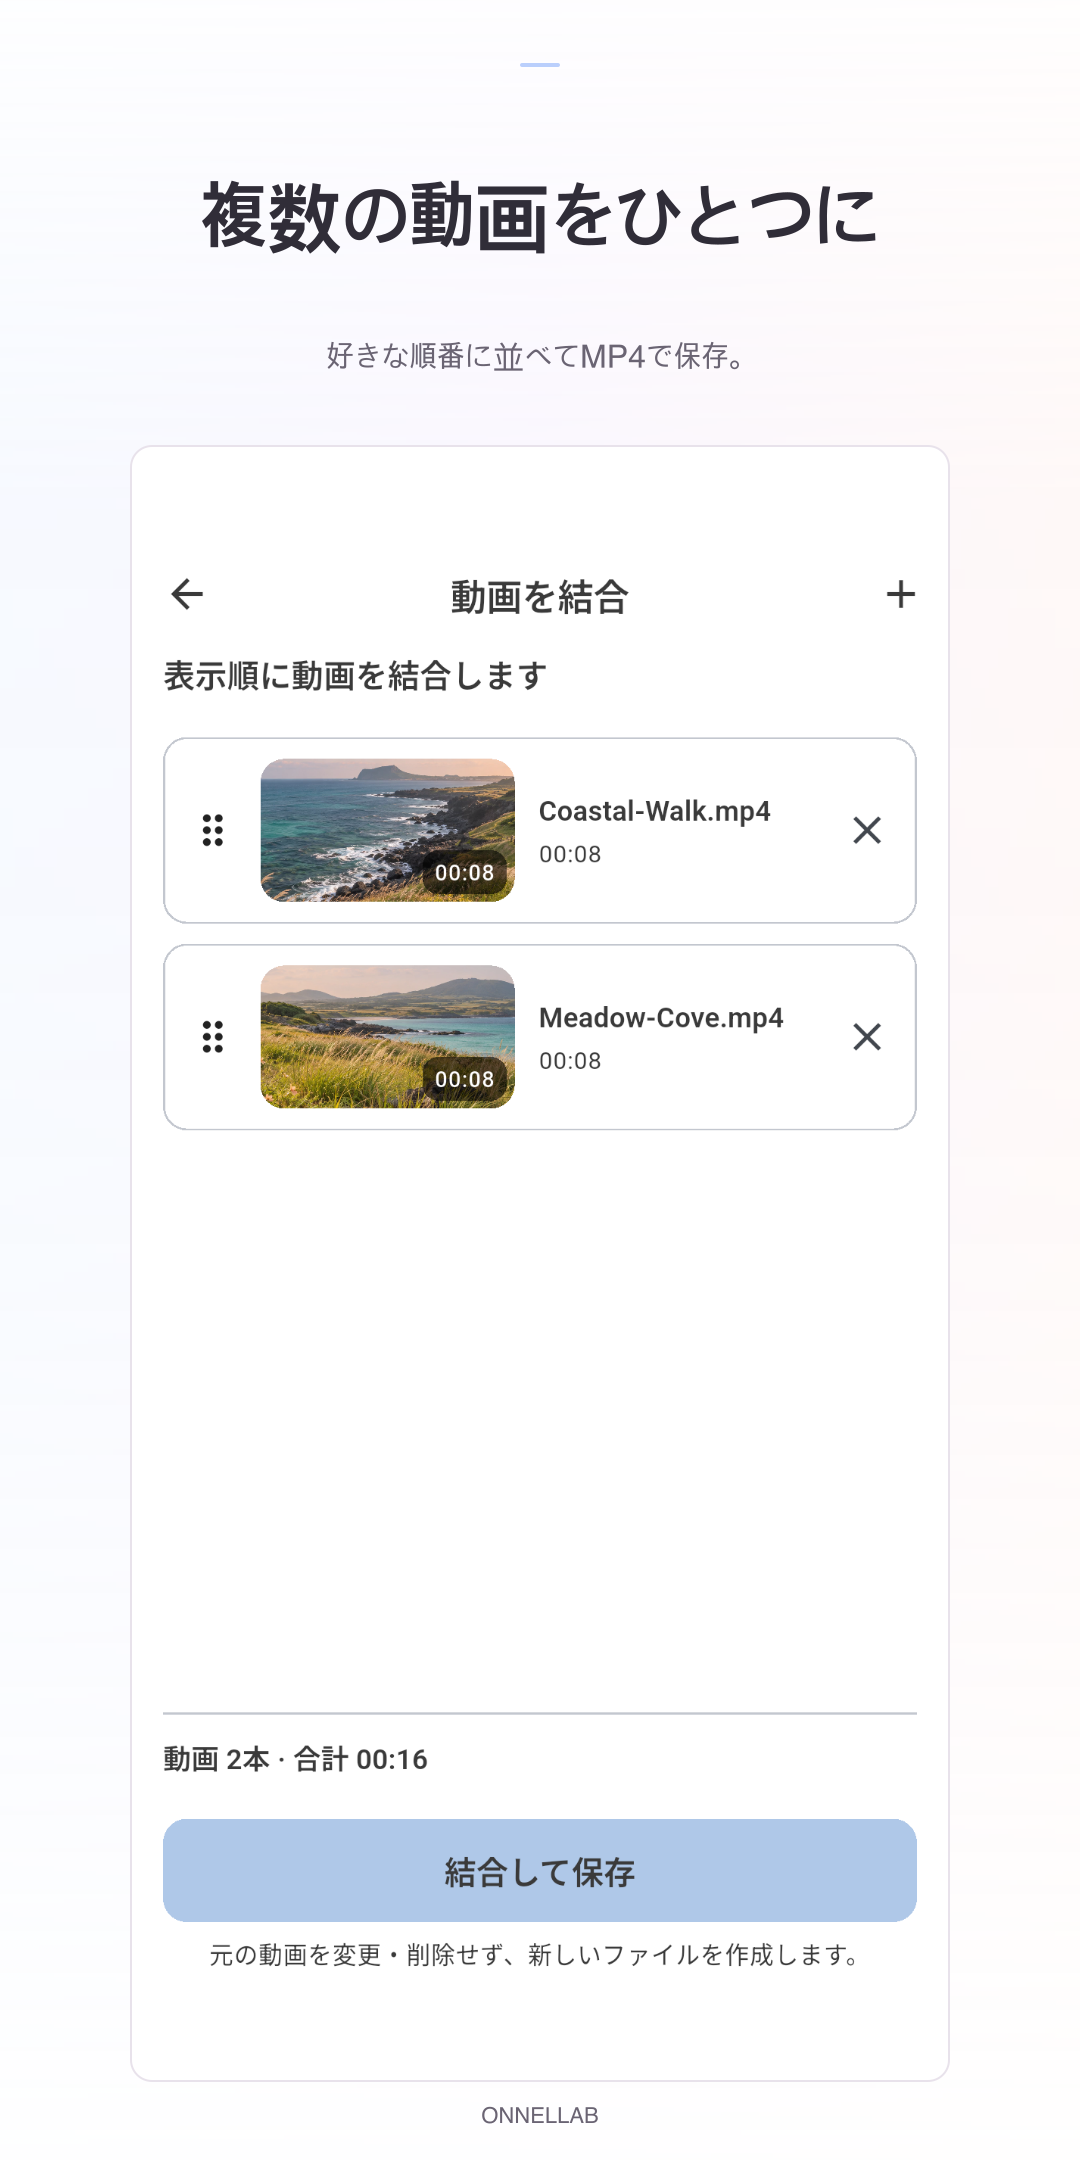 複数の動画をひとつに
好きな順番に並べてMP4で保存。
動画を結合
表示順に動画を結合します
00:08
Coastal-Walk.mp4
00:08
00:08
Meadow-Cove.mp4
00:08
動画 2本 · 合計 00:16
結合して保存
元の動画を変更・削除せず、新しいファイルを作成します。
ONNELLAB